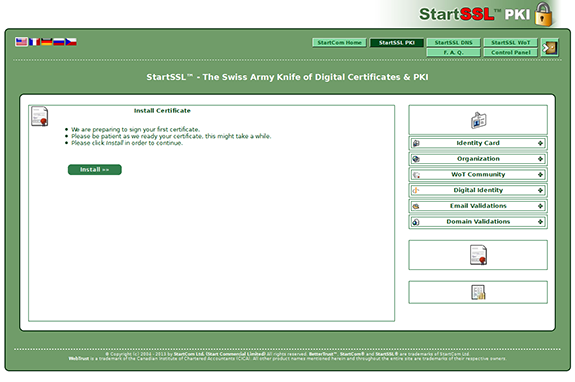 StartSSL™ PKI
StartCom Home
StartSSL PKI
StartSSL DNS
StartSSL WoT
F. A. Q.
Control Panel
StartSSL™ - The Swiss Army Knife of Digital Certificates & PKI
Install Certificate
We are preparing to sign your first certificate.
Please be patient as we ready your certificate, this might take a while.
Please click Install in order to continue.
Install »»
Identity Card
Organization
WoT Community
Digital Identity
Email Validations
Domain Validations
© Copyright (c) 2004 - 2013 by StartCom Ltd. (Start Commercial Limited) All rights reserved. BetterTrust™, StartCom® and StartSSL® are trademarks of StartCom Ltd.
WebTrust is a trademark of the Canadian Institute of Chartered Accountants (CICA). All other product names mentioned herein and throughout the entire site are trademarks of their respective owners.